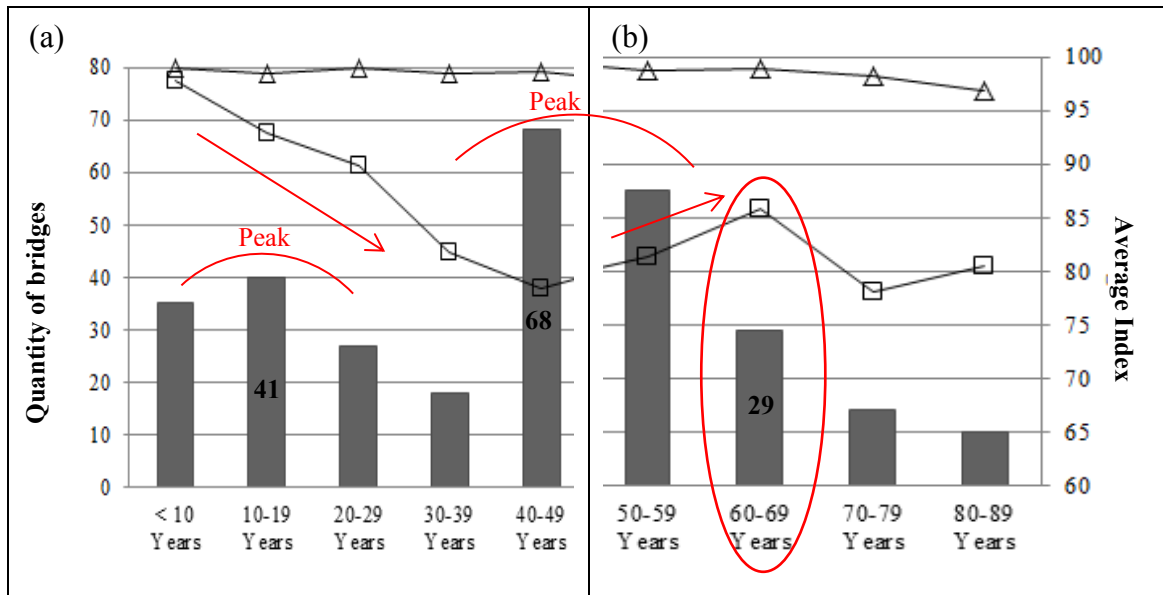 (a)
80
70
60
50
40
30
20
10
0
Quantity of bridges
Peak
Peak
41
68
< 10
Years
10-19
Years
20-29
Years
30-39
Years
40-49
Years
(b)
29
50-59
Years
60-69
Years
70-79
Years
80-89
Years
100
95
90
85
80
75
70
65
60
Average Index